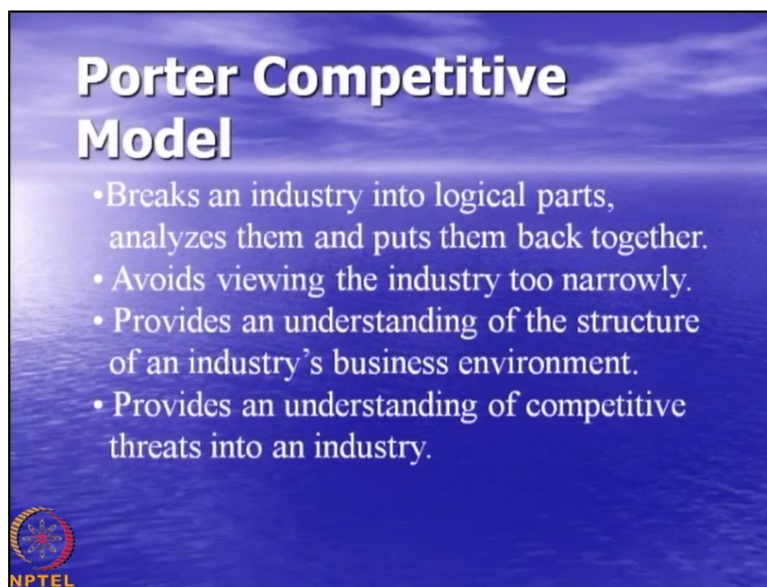 Porter Competitive
Model
•Breaks an industry into logical parts,
analyzes them and puts them back together.
• Avoids viewing the industry too narrowly.
• Provides an understanding of the structure
of an industry's business environment.
• Provides an understanding of competitive
threats into an industry.
NPTEL